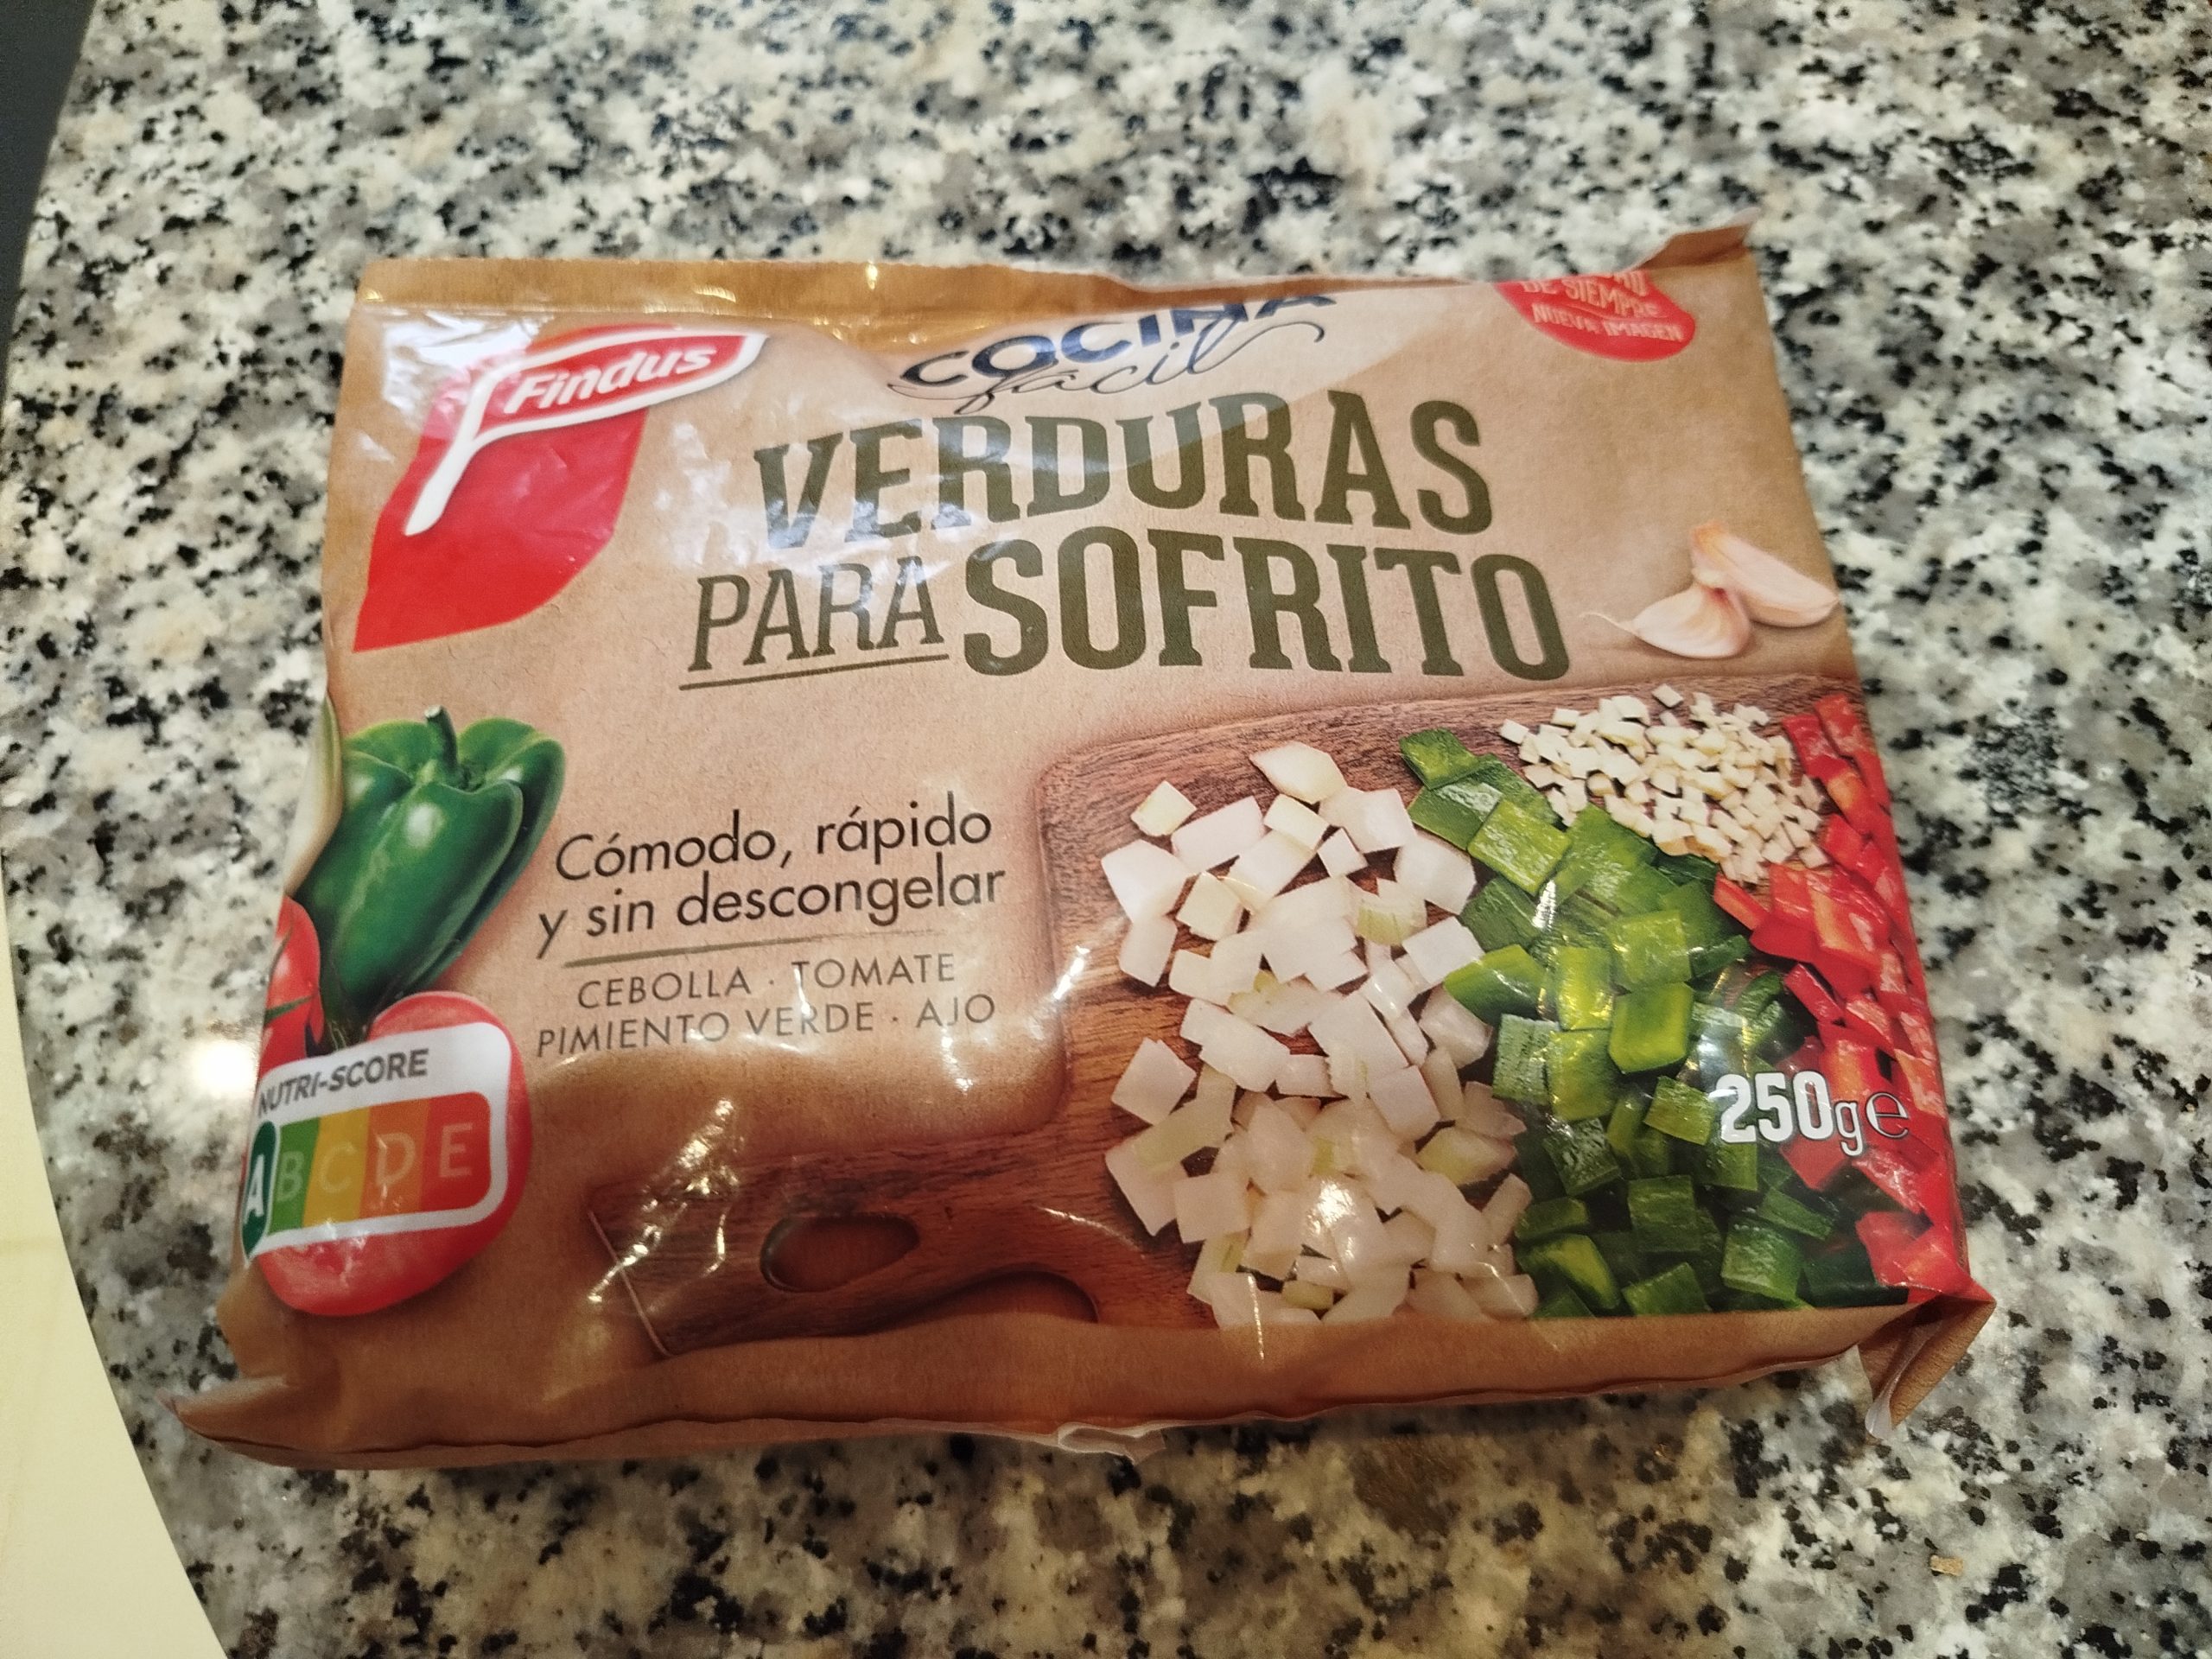 Findus
COCINA
fácil
DE SIEMPRE
NUEVA IMAGEN
VERDURAS
PARA SOFRITO
Cómodo, rápido
y sin descongelar
CEBOLLA · TOMATE
PIMIENTO VERDE · AJO
NUTRI-SCORE
A B C D E
250g e